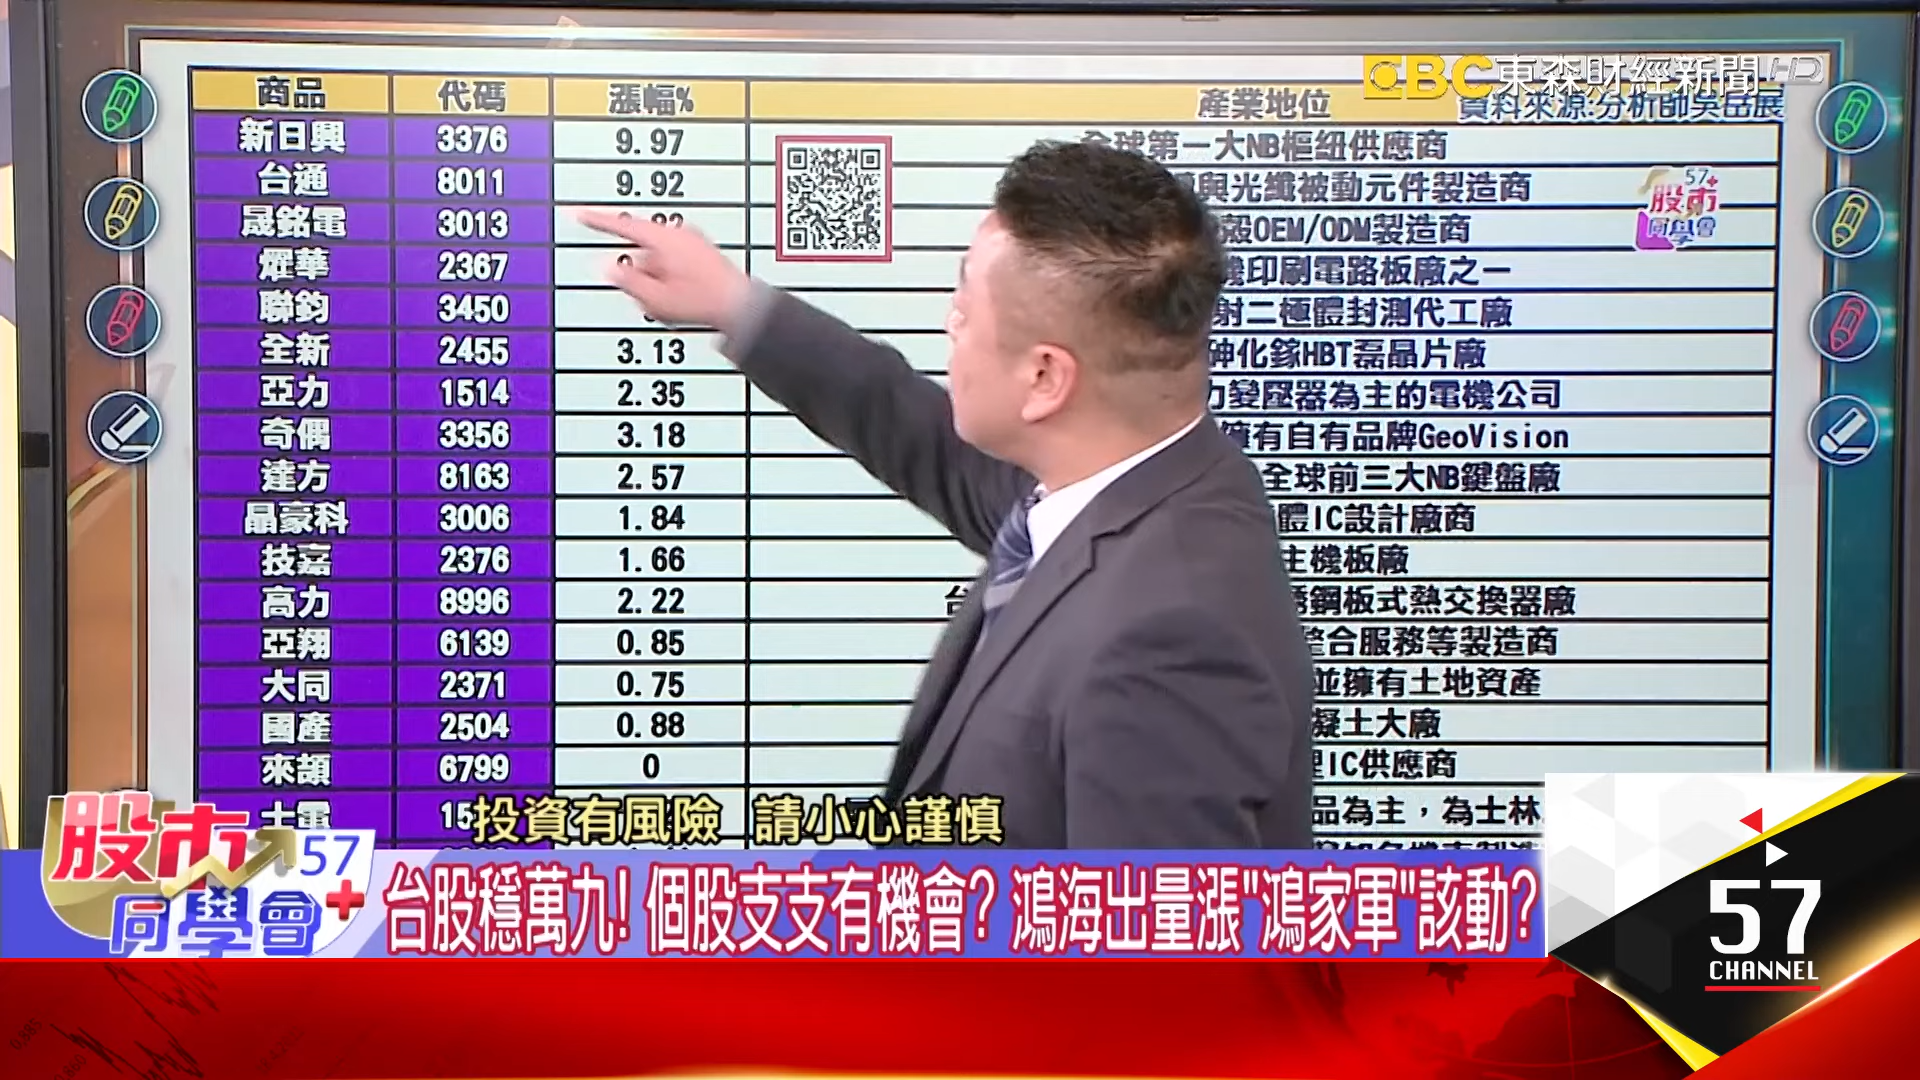 EBC 東森財經新聞 HD
資料來源:分析師吳岳展
商品 代碼 漲幅% 產業地位
新日興 3376 9.97 全球第一大NB樞紐供應商
台通 8011 9.92 與光纖被動元件製造商
晟銘電 3013 殼OEM/ODM製造商
燿華 2367 機印刷電路板廠之一
聯鈞 3450 射二極體封測代工廠
全新 2455 3.13 砷化鎵HBT磊晶片廠
亞力 1514 2.35 力變壓器為主的電機公司
奇偶 3356 3.18 擁有自有品牌GeoVision
達方 8163 2.57 全球前三大NB鍵盤廠
晶豪科 3006 1.84 體IC設計廠商
技嘉 2376 1.66 主機板廠
高力 8996 2.22 台 鋼板式熱交換器廠
亞翔 6139 0.85 整合服務等製造商
大同 2371 0.75 並擁有土地資產
國產 2504 0.88 凝土大廠
來頡 6799 0 理IC供應商
士電 15 品為主，為士林
57+
股市
同學會
投資有風險 請小心謹慎
股市57+
同學會
台股穩萬九!個股支支有機會?鴻海出量漲"鴻家軍"該動?
57
CHANNEL